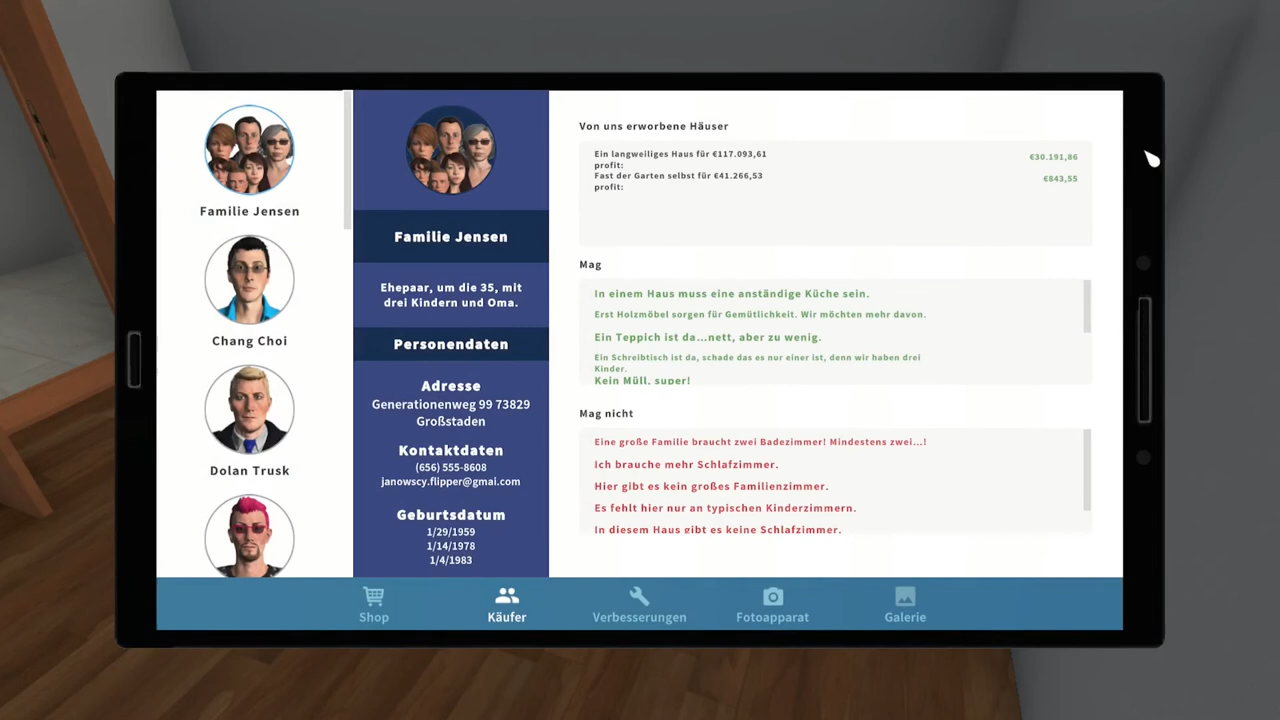 Familie Jensen
Chang Choi
Dolan Trusk
Familie Jensen
Ehepaar, um die 35, mit
drei Kindern und Oma.
Personendaten
Adresse
Generationenweg 99 73829
Großstaden
Kontaktdaten
(656) 555-8608
janowscy.flipper@gmai.com
Geburtsdatum
1/29/1959
1/14/1978
1/4/1983
Von uns erworbene Häuser
Ein langweiliges Haus für €117.093,61
profit:
€30.191,86
Fast der Garten selbst für €41.266,53
profit:
€843,55
Mag
In einem Haus muss eine anständige Küche sein.
Erst Holzmöbel sorgen für Gemütlichkeit. Wir möchten mehr davon.
Ein Teppich ist da...nett, aber zu wenig.
Ein Schreibtisch ist da, schade das es nur einer ist, denn wir haben drei
Kinder.
Kein Müll, super!
Mag nicht
Eine große Familie braucht zwei Badezimmer! Mindestens zwei...!
Ich brauche mehr Schlafzimmer.
Hier gibt es kein großes Familienzimmer.
Es fehlt hier nur an typischen Kinderzimmern.
In diesem Haus gibt es keine Schlafzimmer.
Shop
Käufer
Verbesserungen
Fotoapparat
Galerie